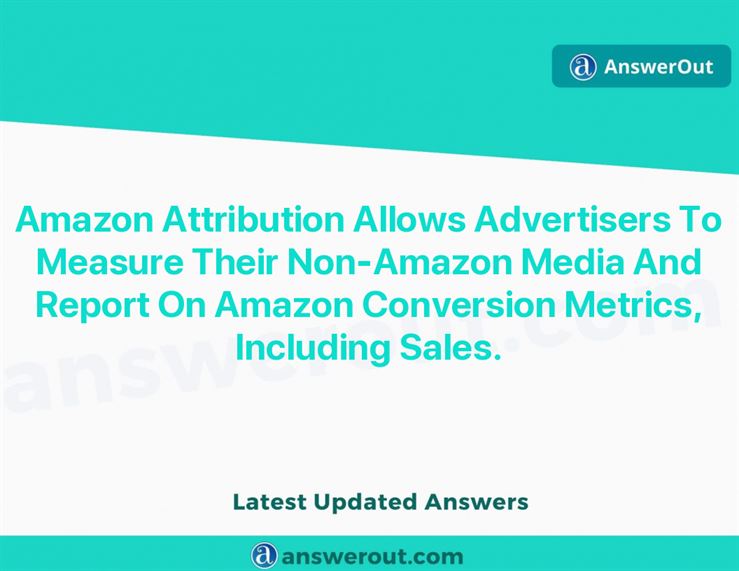 AnswerOut
Amazon Attribution Allows Advertisers To
Measure Their Non-Amazon Media And
Report On Amazon Conversion Metrics,
Including Sales.
answerout.com
Latest Updated Answers
answerout.com